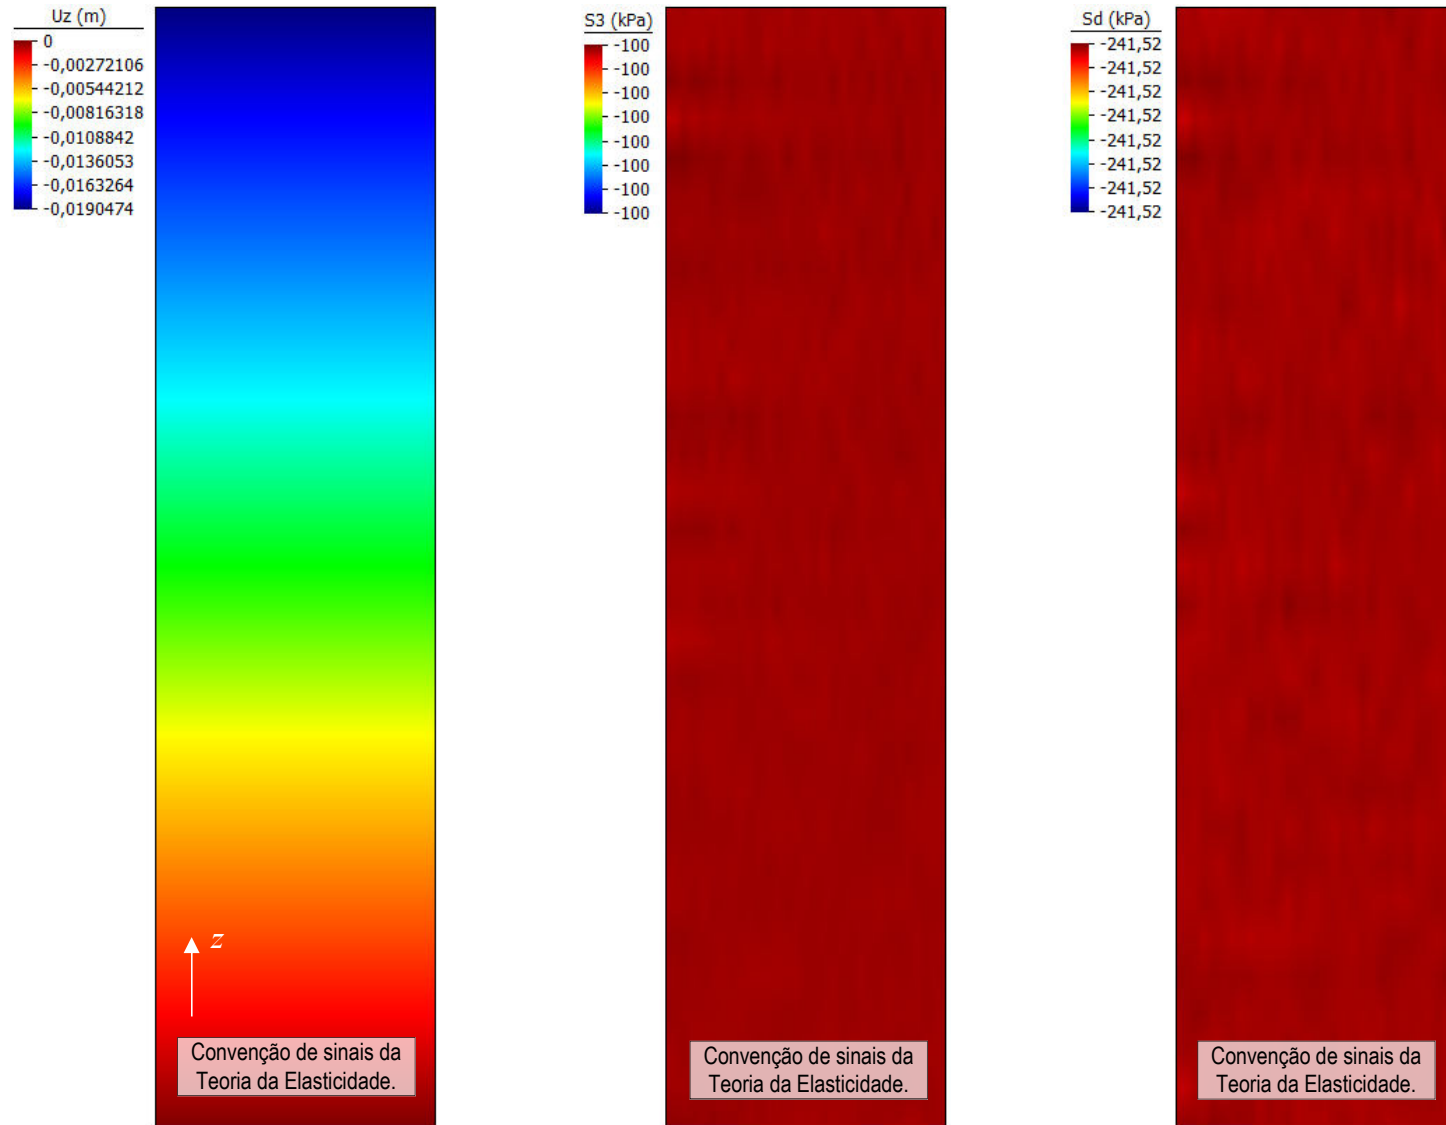 Uz (m)
0
-0,00272106
-0,00544212
-0,00816318
-0,0108842
-0,0136053
-0,0163264
-0,0190474
z
Convenção de sinais da
Teoria da Elasticidade.
S3 (kPa)
-100
-100
-100
-100
-100
-100
-100
-100
Convenção de sinais da
Teoria da Elasticidade.
Sd (kPa)
-241,52
-241,52
-241,52
-241,52
-241,52
-241,52
-241,52
-241,52
Convenção de sinais da
Teoria da Elasticidade.